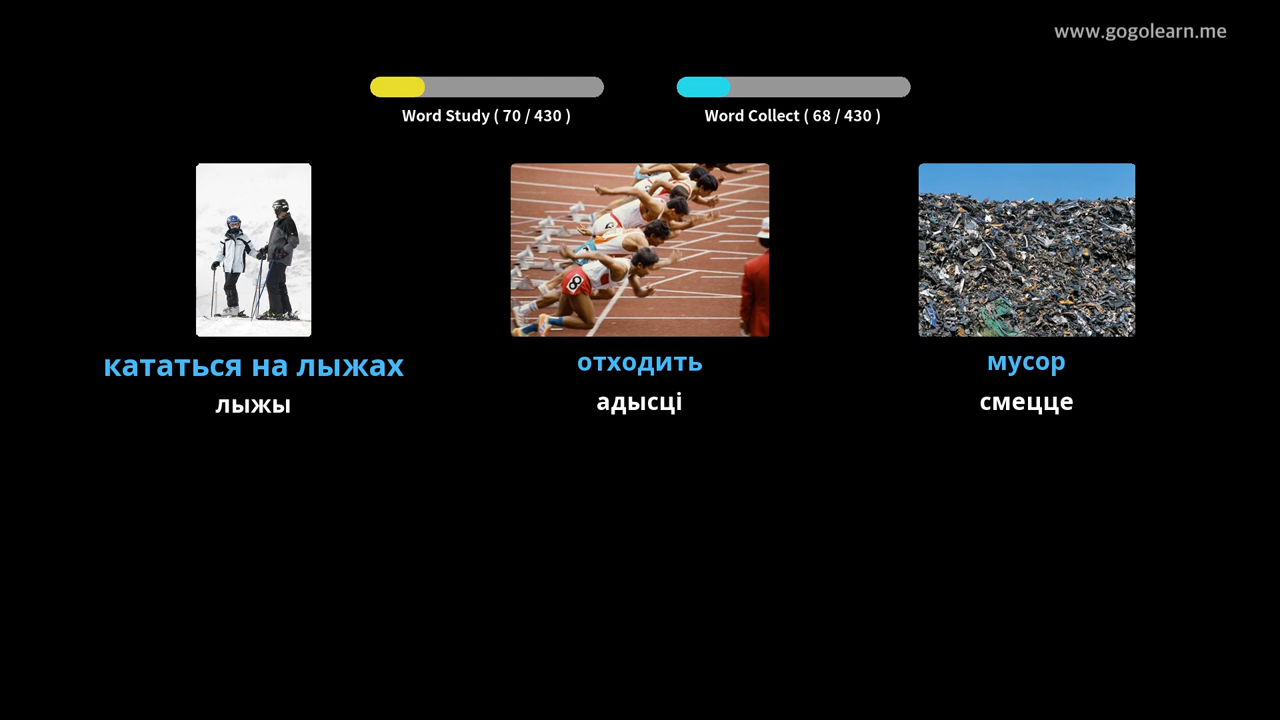 www.gogolearn.me
Word Study ( 70 / 430 )
Word Collect ( 68 / 430 )
кататься на лыжах
лыжы
отходить
адысці
мусор
смецце
8